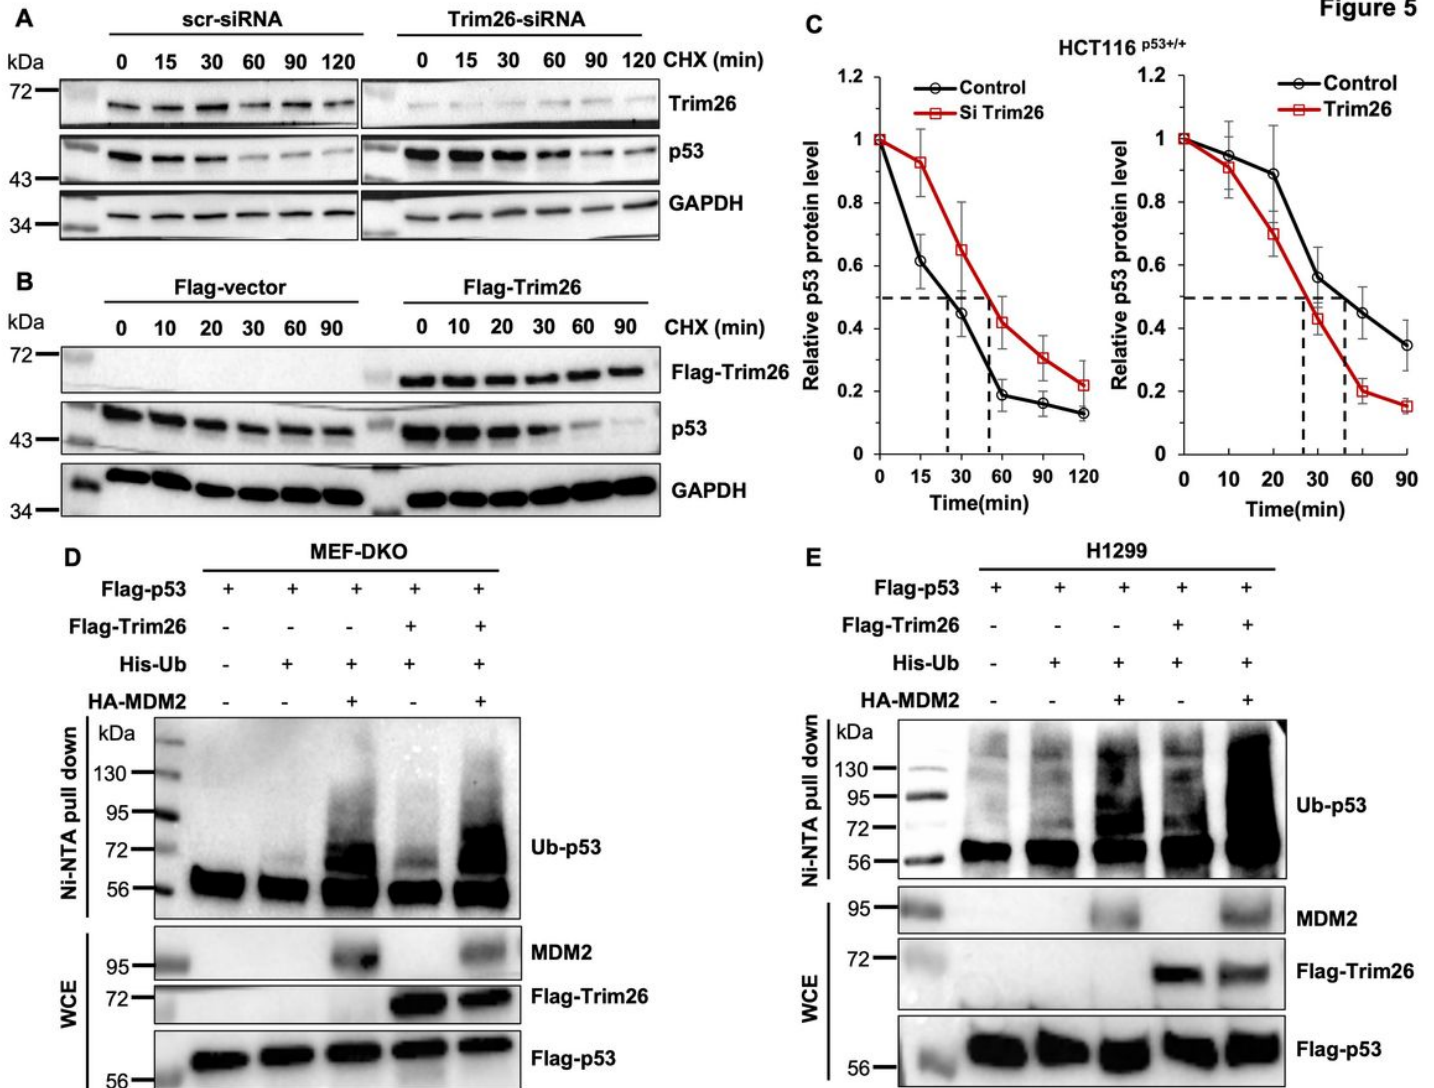 Figure 5
A
scr-siRNA Trim26-siRNA
kDa 0 15 30 60 90 120 0 15 30 60 90 120 CHX (min)
72 Trim26
p53
43
GAPDH
34
B
Flag-vector Flag-Trim26
kDa 0 10 20 30 60 90 0 10 20 30 60 90 CHX (min)
72 Flag-Trim26
p53
43
GAPDH
34
C
HCT116 p53+/+
Control
Si Trim26
Relative p53 protein level
1.2
1
0.8
0.6
0.4
0.2
0
0 15 30 60 90 120
Time(min)
Control
Trim26
Relative p53 protein level
1.2
1
0.8
0.6
0.4
0.2
0
0 10 20 30 60 90
Time(min)
D
MEF-DKO
Flag-p53 + + + + +
Flag-Trim26 - - - + +
His-Ub - + + + +
HA-MDM2 - - + - +
Ni-NTA pull down
kDa
130
95
72
56
Ub-p53
WCE
95 MDM2
72 Flag-Trim26
Flag-p53
56
E
H1299
Flag-p53 + + + + +
Flag-Trim26 - - - + +
His-Ub - + + + +
HA-MDM2 - - + - +
Ni-NTA pull down
kDa
130
95
72
56
Ub-p53
WCE
95 MDM2
72 Flag-Trim26
Flag-p53
56